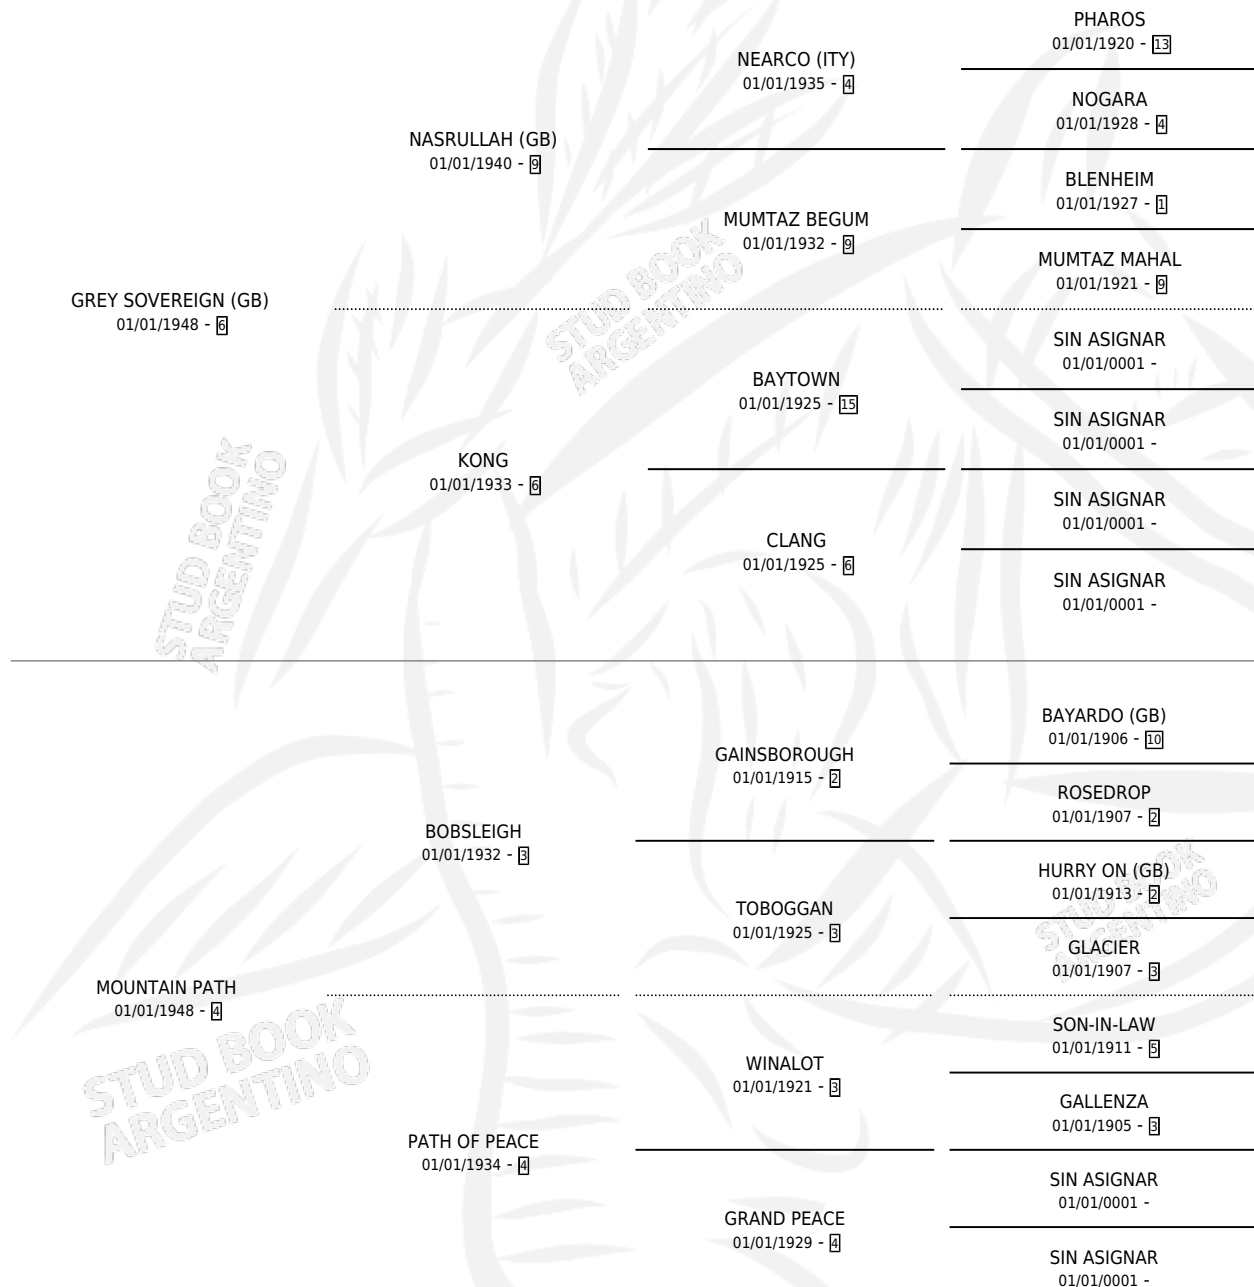 PHAROS
01/01/1920 - 13
NEARCO (ITY)
01/01/1935 - 4
NOGARA
01/01/1928 - 4
NASRULLAH (GB)
01/01/1940 - 9
BLENHEIM
01/01/1927 - 1
MUMTAZ BEGUM
01/01/1932 - 9
MUMTAZ MAHAL
01/01/1921 - 9
GREY SOVEREIGN (GB)
01/01/1948 - 6
SIN ASIGNAR
01/01/0001 -
BAYTOWN
01/01/1925 - 15
SIN ASIGNAR
01/01/0001 -
KONG
01/01/1933 - 6
SIN ASIGNAR
01/01/0001 -
CLANG
01/01/1925 - 6
SIN ASIGNAR
01/01/0001 -
BAYARDO (GB)
01/01/1906 - 10
GAINSBOROUGH
01/01/1915 - 2
ROSEDROP
01/01/1907 - 2
BOBSLEIGH
01/01/1932 - 3
HURRY ON (GB)
01/01/1913 - 2
TOBOGGAN
01/01/1925 - 3
GLACIER
01/01/1907 - 3
MOUNTAIN PATH
01/01/1948 - 4
SON-IN-LAW
01/01/1911 - 5
WINALOT
01/01/1921 - 3
GALLENZA
01/01/1905 - 3
PATH OF PEACE
01/01/1934 - 4
SIN ASIGNAR
01/01/0001 -
GRAND PEACE
01/01/1929 - 4
SIN ASIGNAR
01/01/0001 -
STUD BOOK
ARGENTINO
STUD BOOK
ARGENTINO
STUD BOOK
ARGENTINO
STUD BOOK
ARGENTINO